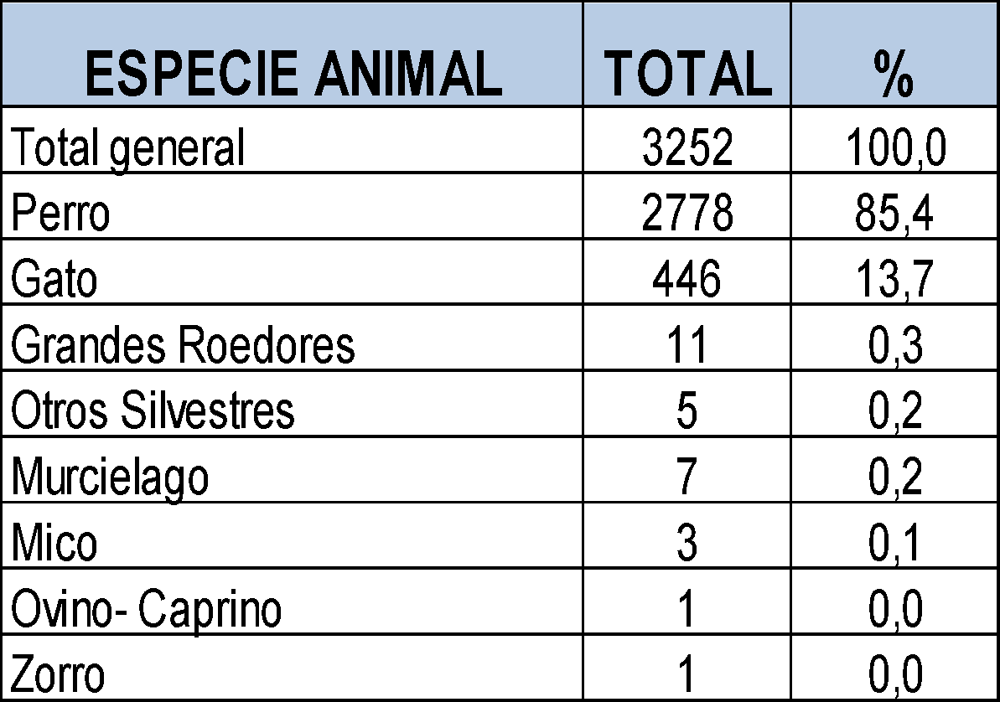 ESPECIE ANIMAL TOTAL %
Total general 3252 100,0
Perro 2778 85,4
Gato 446 13,7
Grandes Roedores 11 0,3
Otros Silvestres 5 0,2
Murcielago 7 0,2
Mico 3 0,1
Ovino- Caprino 1 0,0
Zorro 1 0,0